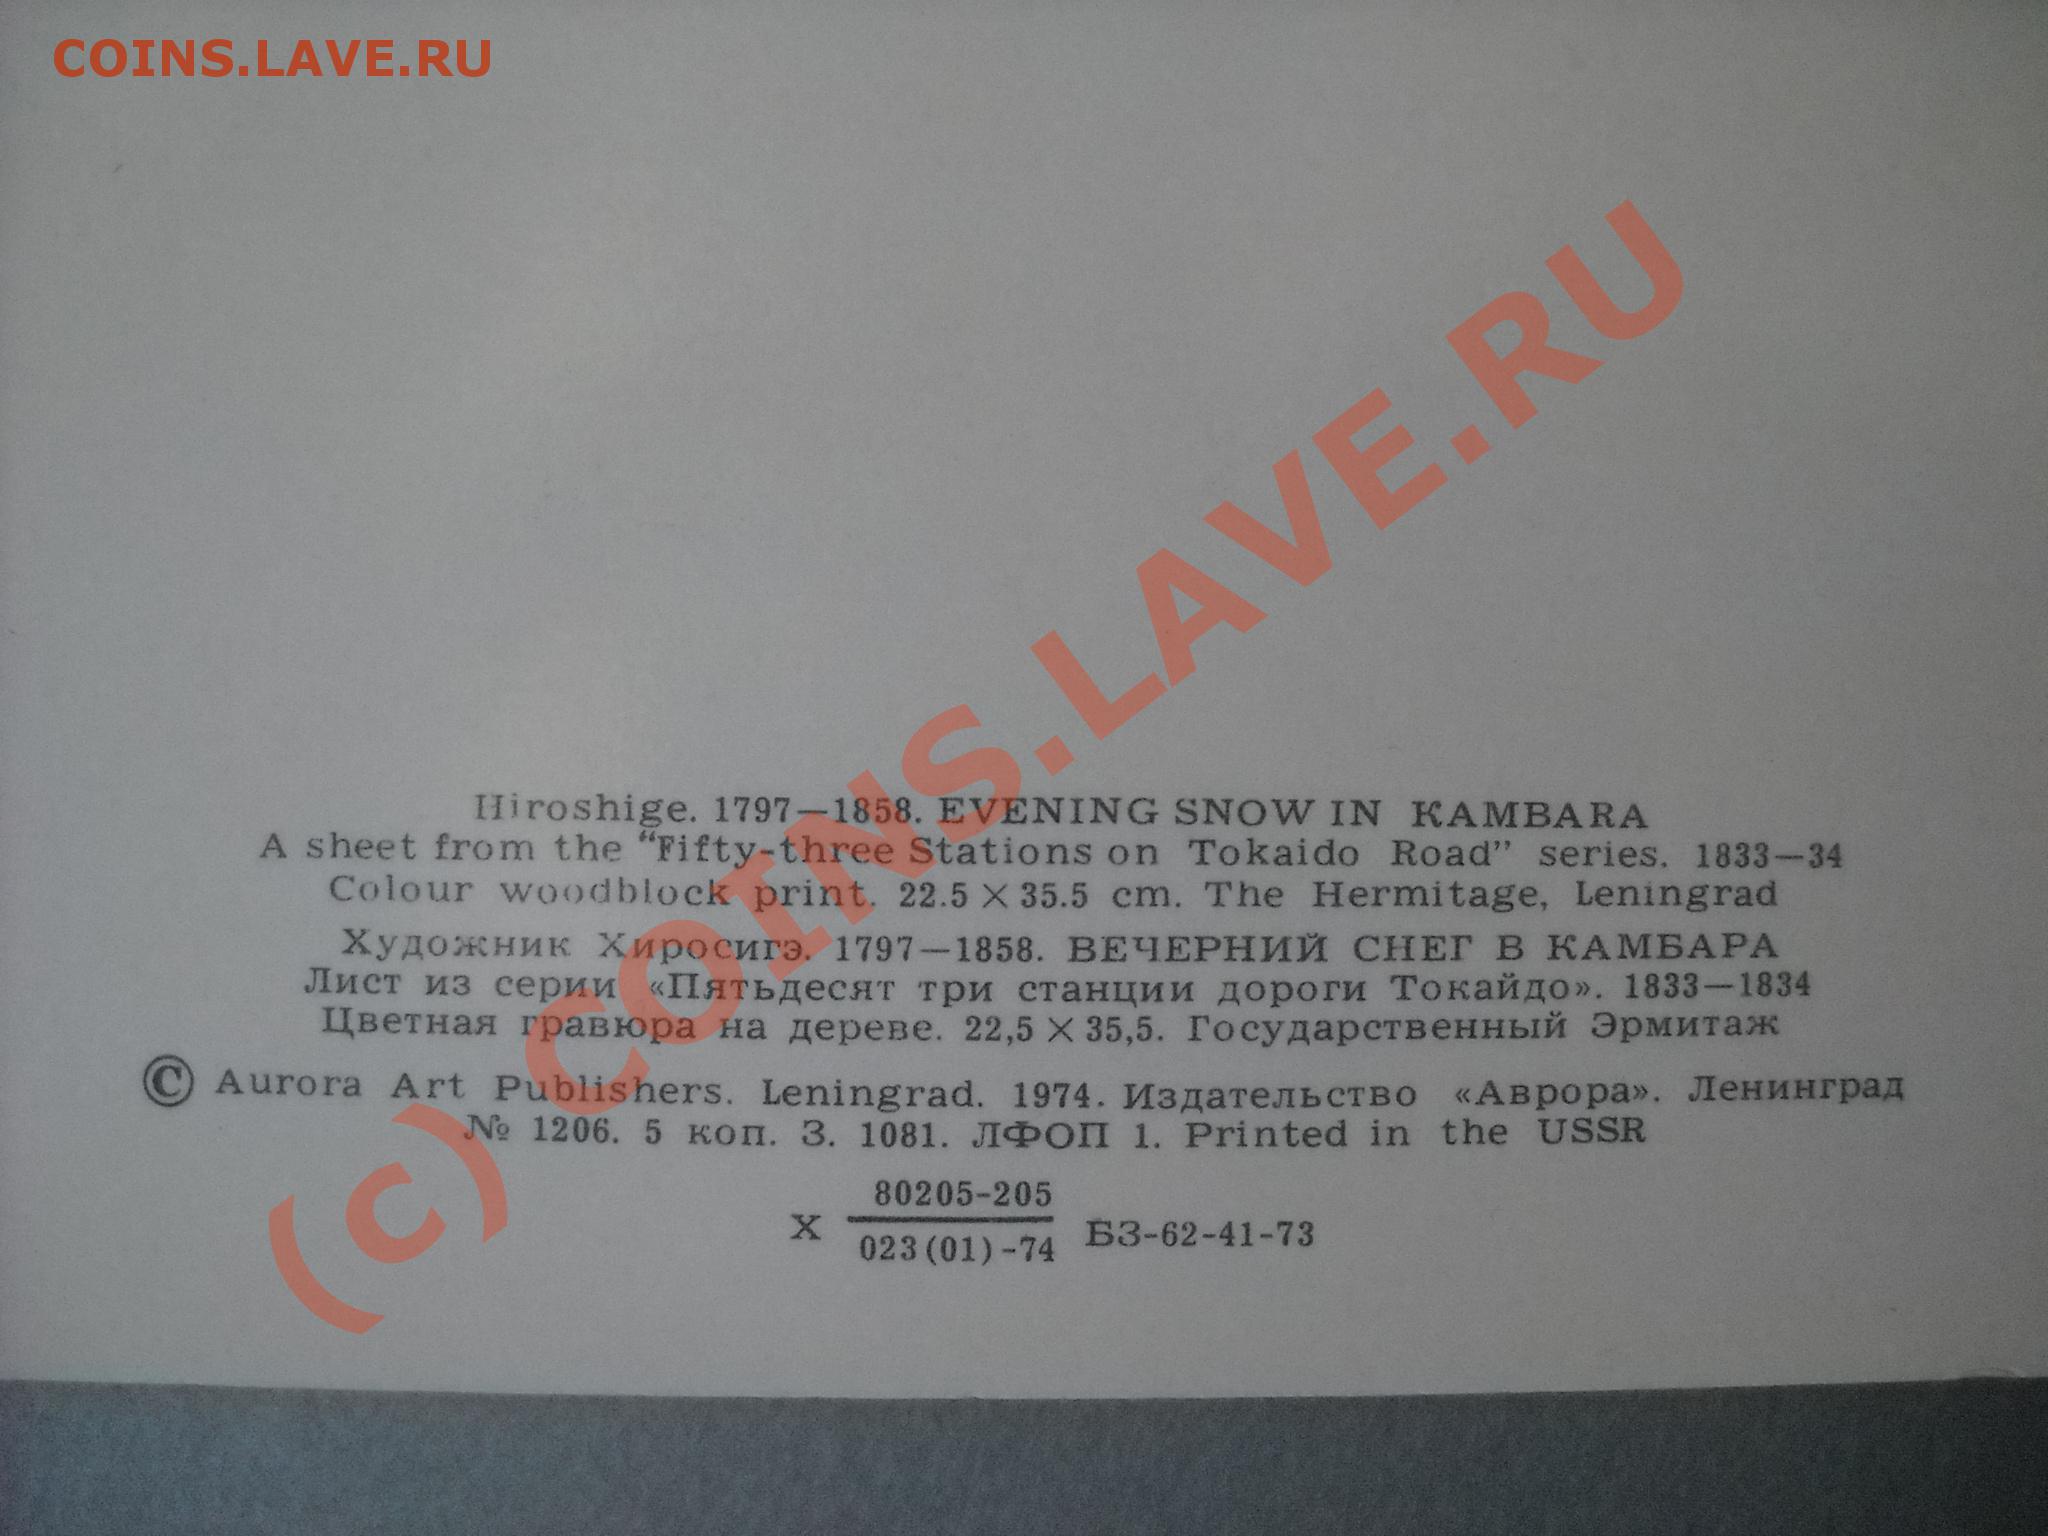 COINS.LAVE.RU
(c) COINS.LAVE.RU
Hiroshige. 1797—1858. EVENING SNOW IN KAMBARA
A sheet from the “Fifty-three Stations on Tokaido Road” series. 1833—34
Colour woodblock print. 22.5 × 35.5 cm. The Hermitage, Leningrad
Художник Хиросигэ. 1797—1858. ВЕЧЕРНИЙ СНЕГ В КАМБАРА
Лист из серии «Пятьдесят три станции дороги Токайдо». 1833—1834
Цветная гравюра на дереве. 22,5 × 35,5. Государственный Эрмитаж
© Aurora Art Publishers. Leningrad. 1974. Издательство «Аврора». Ленинград
№ 1206. 5 коп. З. 1081. ЛФОП 1. Printed in the USSR
80205-205
X БЗ-62-41-73
023(01)-74